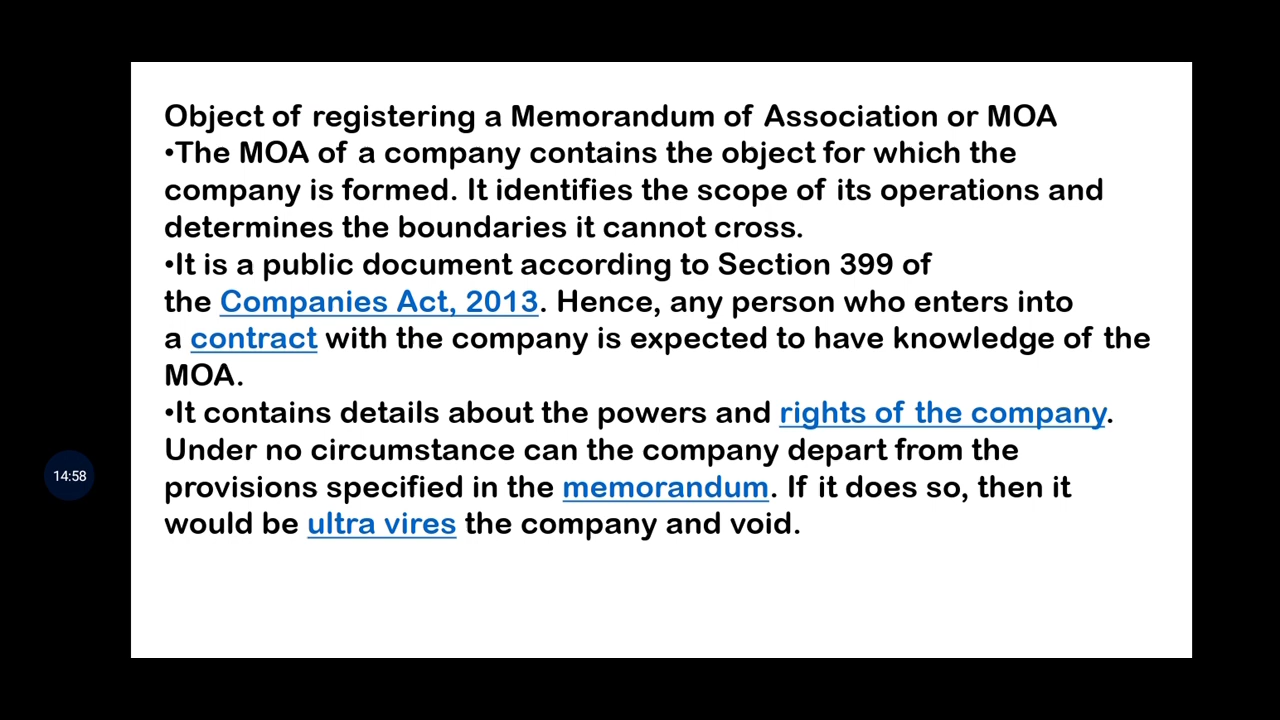 Object of registering a Memorandum of Association or MOA
•The MOA of a company contains the object for which the
company is formed. It identifies the scope of its operations and
determines the boundaries it cannot cross.
•It is a public document according to Section 399 of
the Companies Act, 2013. Hence, any person who enters into
a contract with the company is expected to have knowledge of the
MOA.
•It contains details about the powers and rights of the company.
Under no circumstance can the company depart from the
provisions specified in the memorandum. If it does so, then it
would be ultra vires the company and void.
14:58